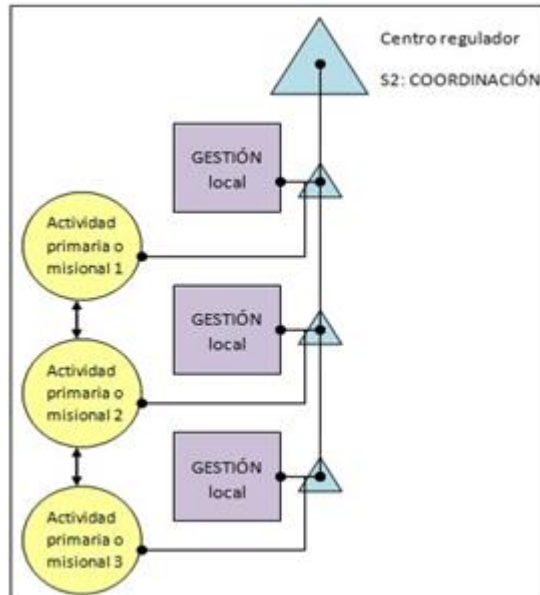 Centro regulador
S2: COORDINACIÓN
GESTIÓN
local
Actividad
primaria o
misional 1
GESTIÓN
local
Actividad
primaria o
misional 2
GESTIÓN
local
Actividad
primaria o
misional 3